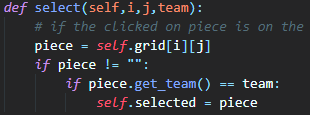 def select(self,i,j,team):
    # if the clicked on piece is on the
    piece = self.grid[i][j]
    if piece != "":
        if piece.get_team() == team:
            self.selected = piece